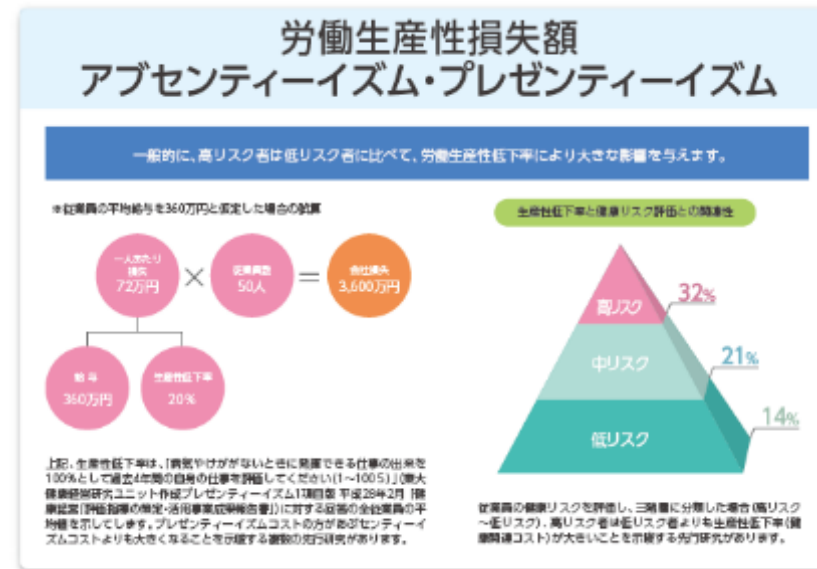 労働生産性損失額
アブセンティーイズム・プレゼンティーイズム
一般的に、高リスク者は低リスク者に比べて、労働生産性低下率により大きな影響を与えます。
※従業員の平均給与を360万円と仮定した場合の試算
生産性低下率と健康リスク評価との関連性
一人あたり
損失
72万円
×
従業員数
50人
=
会社損失
3,600万円
給与
360万円
生産性低下率
20%
高リスク
32%
中リスク
21%
低リスク
14%
上記、生産性低下率は、「病気やけががないときに発揮できる仕事の出来を
100%として過去4週間の自身の仕事を評価してください(1〜100%)」(東大
健康経営研究ユニット作成プレゼンティーイズム1項目版 平成28年2月「健
康経営『評価指標の策定・活用事業成果報告書』)に対する回答の全従業員の平
均値を示してします。プレゼンティーイズムコストの方があぶセンティーイ
ズムコストよりも大きくなることを示唆する複数の先行研究があります。
従業員の健康リスクを評価し、三階層に分類した場合(高リスク
〜低リスク)、高リスク者は低リスク者よりも生産性低下率(健
康関連コスト)が大きいことを示唆する先行研究があります。